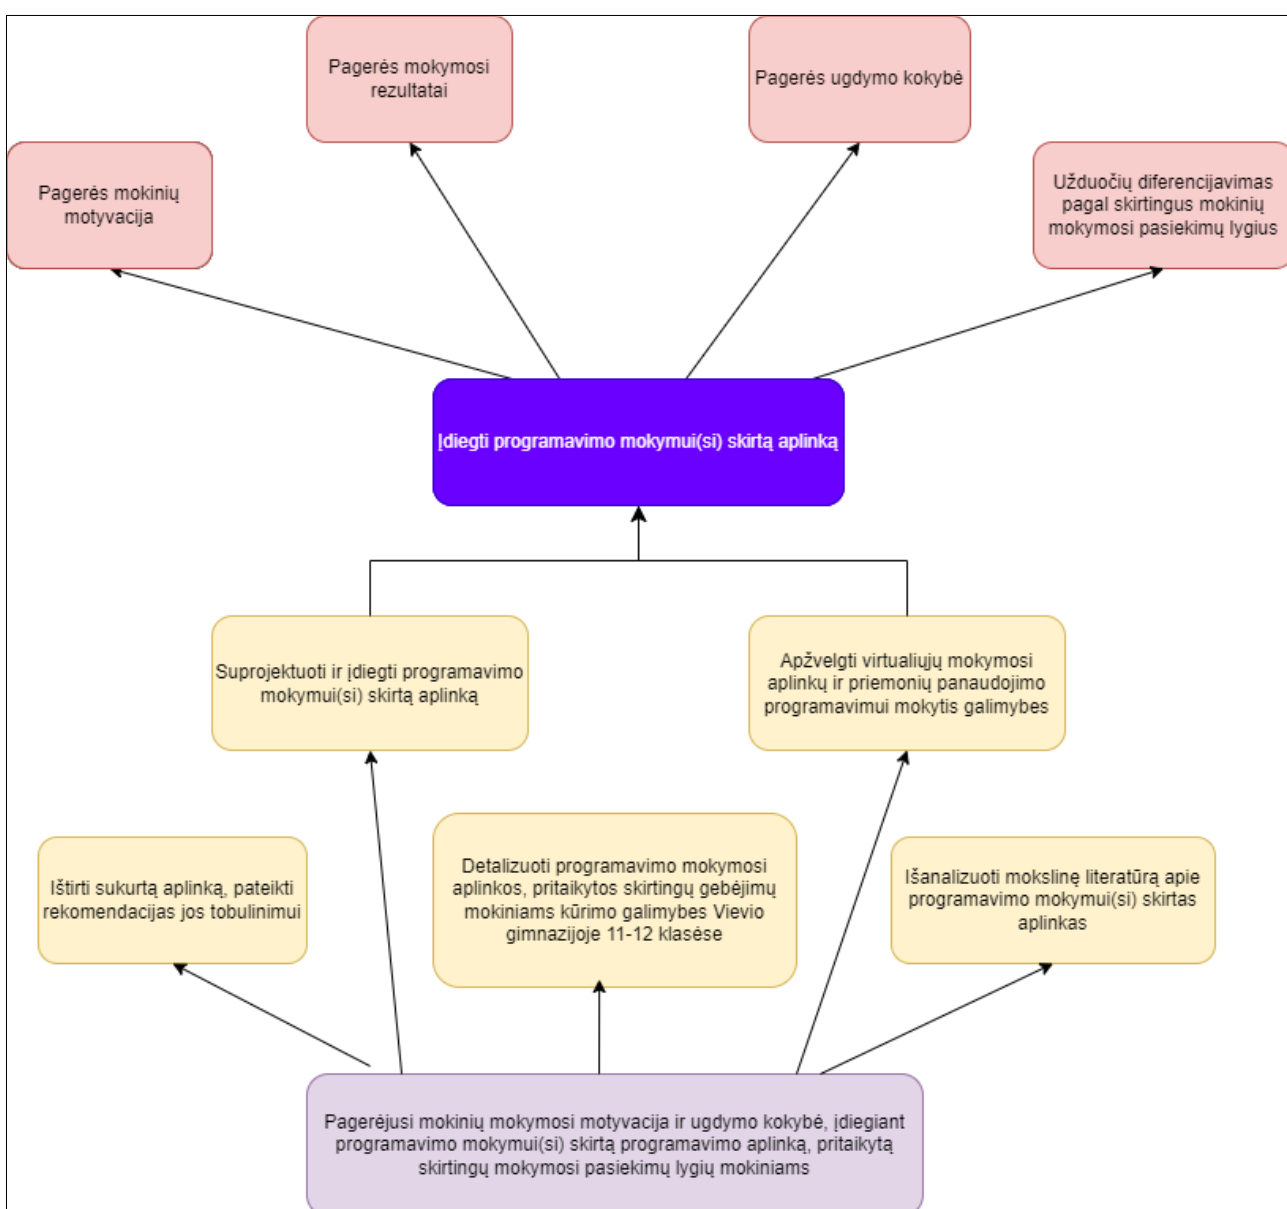 Pagerės mokymosi
rezultatai
Pagerės ugdymo kokybė
Pagerės mokinių
motyvacija
Užduočių diferencijavimas
pagal skirtingus mokinių
mokymosi pasiekimų lygius
Įdiegti programavimo mokymui(si) skirtą aplinką
Suprojektuoti ir įdiegti programavimo
mokymui(si) skirtą aplinką
Apžvelgti virtualiųjų mokymosi
aplinkų ir priemonių panaudojimo
programavimui mokytis galimybes
Ištirti sukurtą aplinką, pateikti
rekomendacijas jos tobulinimui
Detalizuoti programavimo mokymosi
aplinkos, pritaikytos skirtingų gebėjimų
mokiniams kūrimo galimybes Vievio
gimnazijoje 11-12 klasėse
Išanalizuoti mokslinę literatūrą apie
programavimo mokymui(si) skirtas
aplinkas
Pagerėjusi mokinių mokymosi motyvacija ir ugdymo kokybė, įdiegiant
programavimo mokymui(si) skirtą programavimo aplinką, pritaikytą
skirtingų mokymosi pasiekimų lygių mokiniams